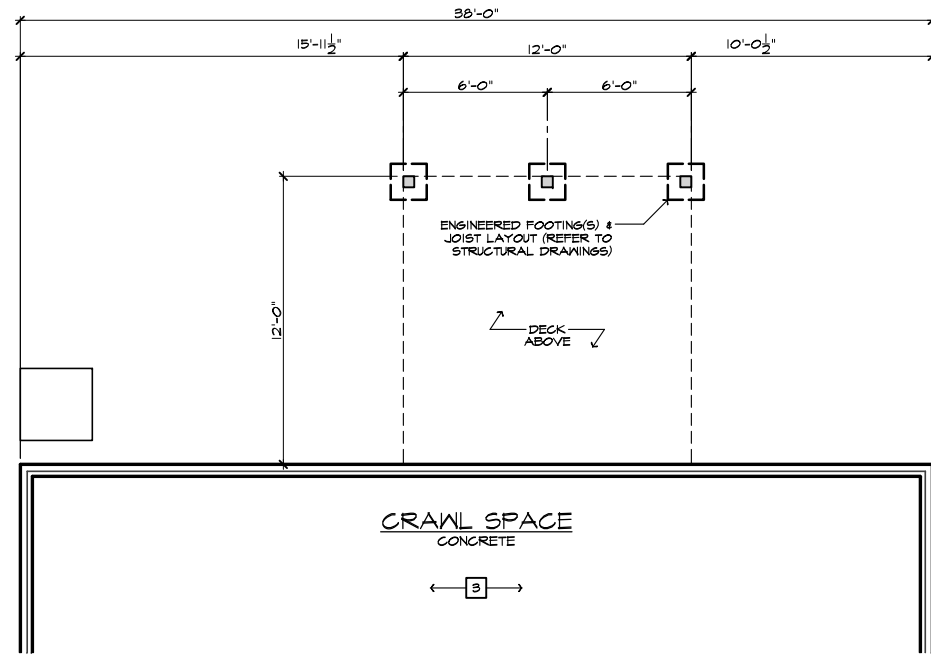 38'-0"
15'-11½"
12'-0"
10'-0½"
6'-0"
6'-0"
ENGINEERED FOOTING(S) &
JOIST LAYOUT (REFER TO
STRUCTURAL DRAWINGS)
12'-0"
DECK
ABOVE
CRAWL SPACE
CONCRETE
3